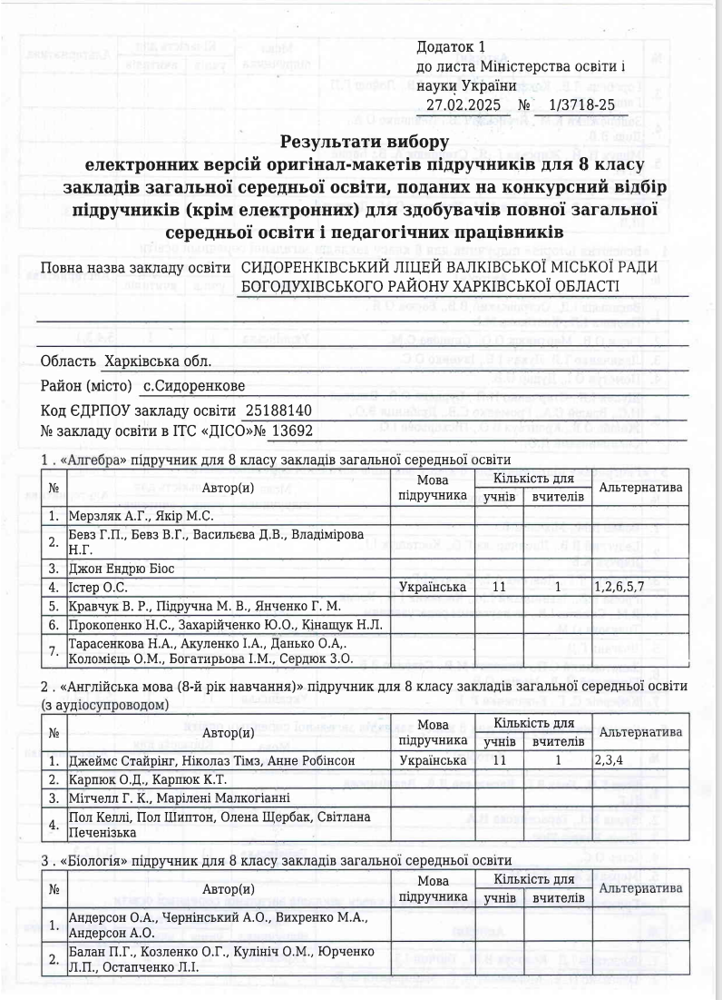 Додаток 1
до листа Міністерства освіти і
науки України
27.02.2025 № 1/3718-25
Результати вибору
електронних версій оригінал-макетів підручників для 8 класу
закладів загальної середньої освіти, поданих на конкурсний відбір
підручників (крім електронних) для здобувачів повної загальної
середньої освіти і педагогічних працівників
Повна назва закладу освіти СИДОРЕНКІВСЬКИЙ ЛІЦЕЙ ВАЛКІВСЬКОЇ МІСЬКОЇ РАДИ
БОГОДУХІВСЬКОГО РАЙОНУ ХАРКІВСЬКОЇ ОБЛАСТІ
Область Харківська обл.
Район (місто) с.Сидоренкове
Код ЄДРПОУ закладу освіти 25188140
№ закладу освіти в ІТС «ДІСО»№ 13692
1 . «Алгебра» підручник для 8 класу закладів загальної середньої освіти
№ Автор(и) Мова підручника Кількість для Альтернатива
учнів вчителів
1. Мерзляк А.Г., Якір М.С.
2. Бевз Г.П., Бевз В.Г., Васильєва Д.В., Владімірова
Н.Г.
3. Джон Ендрю Біос
4. Істер О.С. Українська 11 1 1,2,6,5,7
5. Кравчук В. Р., Підручна М. В., Янченко Г. М.
6. Прокопенко Н.С., Захарійченко Ю.О., Кінащук Н.Л.
7. Тарасенкова Н.А., Акуленко І.А., Данько О.А,.
Коломієць О.М., Богатирьова І.М., Сердюк З.О.
2 . «Англійська мова (8-й рік навчання)» підручник для 8 класу закладів загальної середньої освіти
(з аудіосупроводом)
№ Автор(и) Мова підручника Кількість для Альтернатива
учнів вчителів
1. Джеймс Стайрінг, Ніколаз Тімз, Анне Робінсон Українська 11 1 2,3,4
2. Карпюк О.Д., Карпюк К.Т.
3. Мітчелл Г. К., Марілені Малкогіанні
4. Пол Келлі, Пол Шиптон, Олена Щербак, Світлана
Печенізька
3 . «Біологія» підручник для 8 класу закладів загальної середньої освіти
№ Автор(и) Мова підручника Кількість для Альтернатива
учнів вчителів
1. Андерсон О.А., Чернінський А.О., Вихренко М.А.,
Андерсон А.О.
2. Балан П.Г., Козленко О.Г., Кулініч О.М., Юрченко
Л.П., Остапченко Л.І.